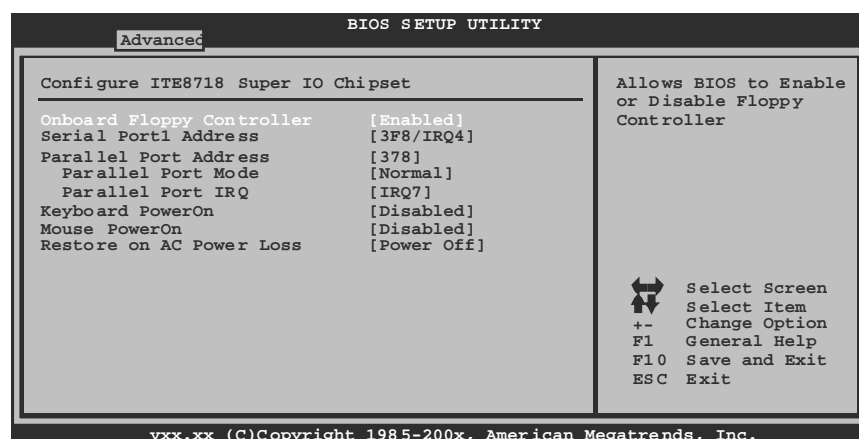 BIOS SETUP UTILITY
Advanced
Configure ITE8718 Super IO Chipset
Onboard Floppy Controller [Enabled]
Serial Port1 Address [3F8/IRQ4]
Parallel Port Address [378]
Parallel Port Mode [Normal]
Parallel Port IRQ [IRQ7]
Keyboard PowerOn [Disabled]
Mouse PowerOn [Disabled]
Restore on AC Power Loss [Power Off]
Allows BIOS to Enable
or Disable Floppy
Controller
Select Screen
Select Item
+- Change Option
F1 General Help
F10 Save and Exit
ESC Exit
vxx.xx (C)Copyright 1985-200x, American Megatrends, Inc.